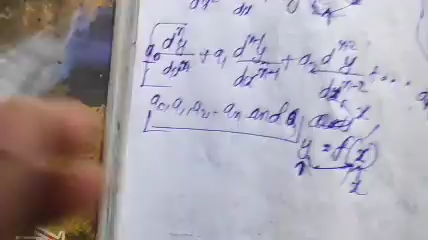 a₀ dⁿy/dxⁿ + a₁ dⁿ⁻¹y/dxⁿ⁻¹ + a₂ dⁿ⁻²y/dxⁿ⁻² + ...
a₀, a₁, a₂ - aₙ and Q x
y = f(x)
x